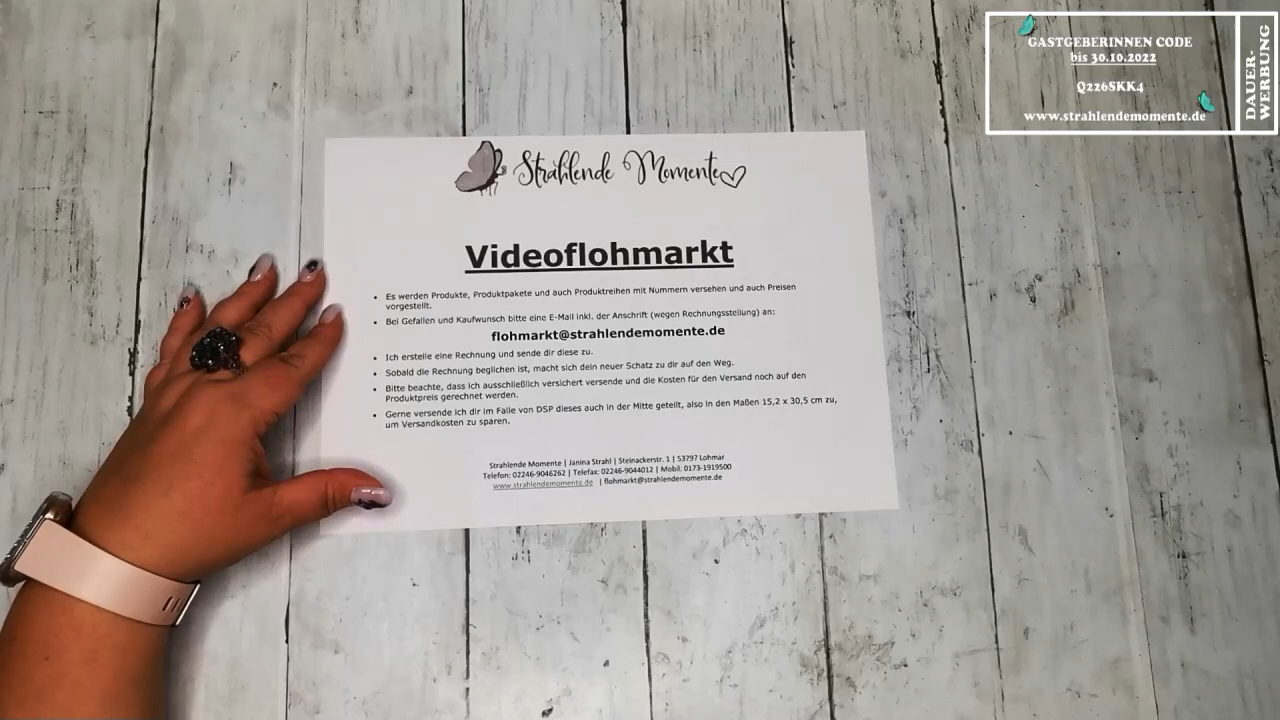 GASTGEBERINNEN CODE
bis 30.10.2022
Q226SKK4
www.strahlendemomente.de
DAUER-
WERBUNG
Strahlende Momente
Videoflohmarkt
• Es werden Produkte, Produktpakete und auch Produktreihen mit Nummern versehen und auch Preisen
vorgestellt.
• Bei Gefallen und Kaufwunsch bitte eine E-Mail inkl. der Anschrift (wegen Rechnungsstellung) an:
flohmarkt@strahlendemomente.de
• Ich erstelle eine Rechnung und sende dir diese zu.
• Sobald die Rechnung beglichen ist, macht sich dein neuer Schatz zu dir auf den Weg.
• Bitte beachte, dass ich ausschließlich versichert versende und die Kosten für den Versand noch auf den
Produktpreis gerechnet werden.
• Gerne versende ich dir im Falle von DSP dieses auch in der Mitte geteilt, also in den Maßen 15,2 x 30,5 cm zu,
um Versandkosten zu sparen.
Strahlende Momente | Janina Strahl | Steinackerstr. 1 | 53797 Lohmar
Telefon: 02246-9046262 | Telefax: 02246-9044012 | Mobil: 0173-1919500
www.strahlendemomente.de | flohmarkt@strahlendemomente.de